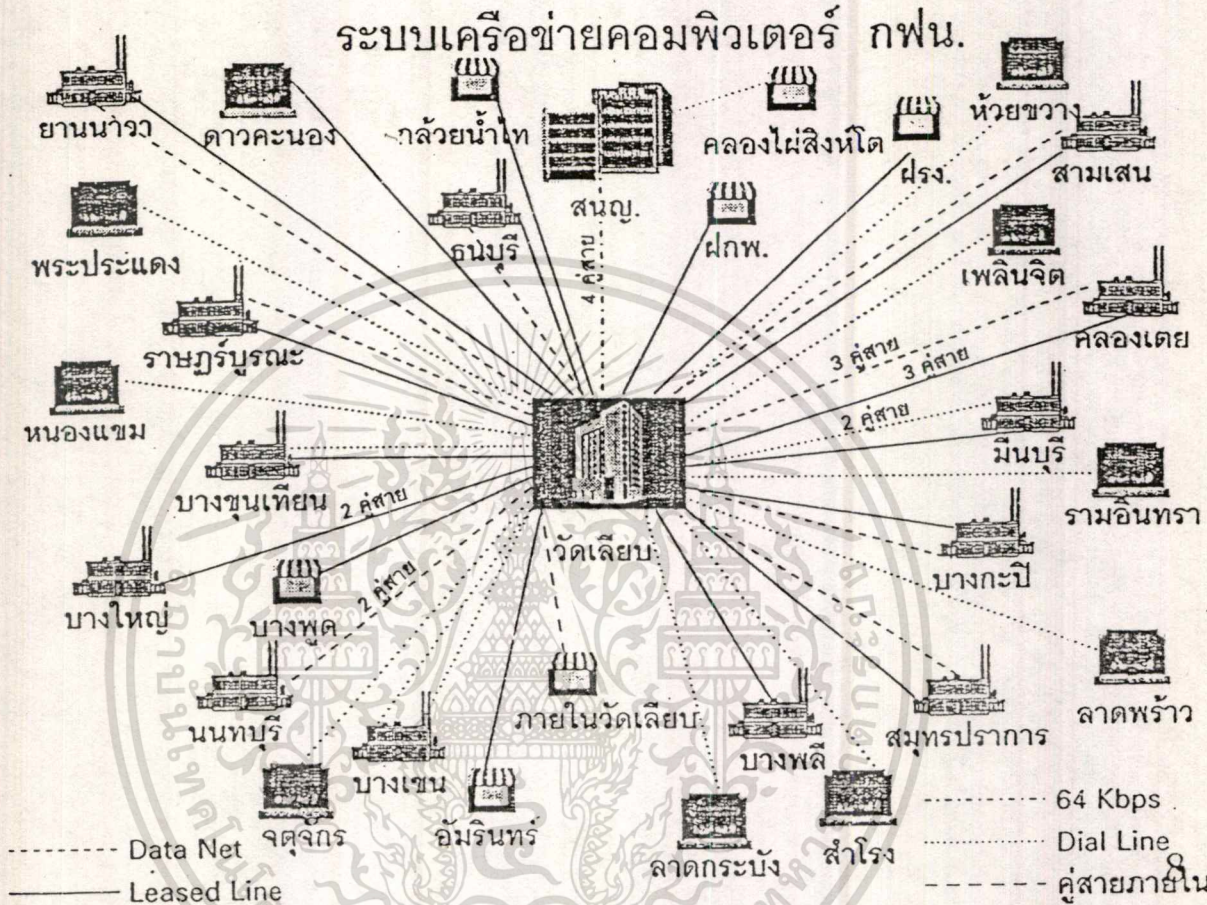 ระบบเครือข่ายคอมพิวเตอร์ กฟน.
ยานนาวา
ดาวคะนอง
กล้วยน้ำไท
สนญ.
คลองไผ่สิงห์โต
ฝรง.
ห้วยขวาง
สามเสน
พระประแดง
ธนบุรี
ฝกพ.
เพลินจิต
4 คู่สาย
ราษฎร์บูรณะ
คลองเตย
3 คู่สาย
3 คู่สาย
หนองแขม
2 คู่สาย
มีนบุรี
บางขุนเทียน
2 คู่สาย
รามอินทรา
วัดเลียบ
บางกะปิ
บางใหญ่
บางพูด
2 คู่สาย
นนทบุรี
ภายในวัดเลียบ
บางพลี
สมุทรปราการ
ลาดพร้าว
จตุจักร
บางเขน
อัมรินทร์
ลาดกระบัง
สำโรง
64 Kbps
Data Net
Dial Line
Leased Line
คู่สายภายใน
8